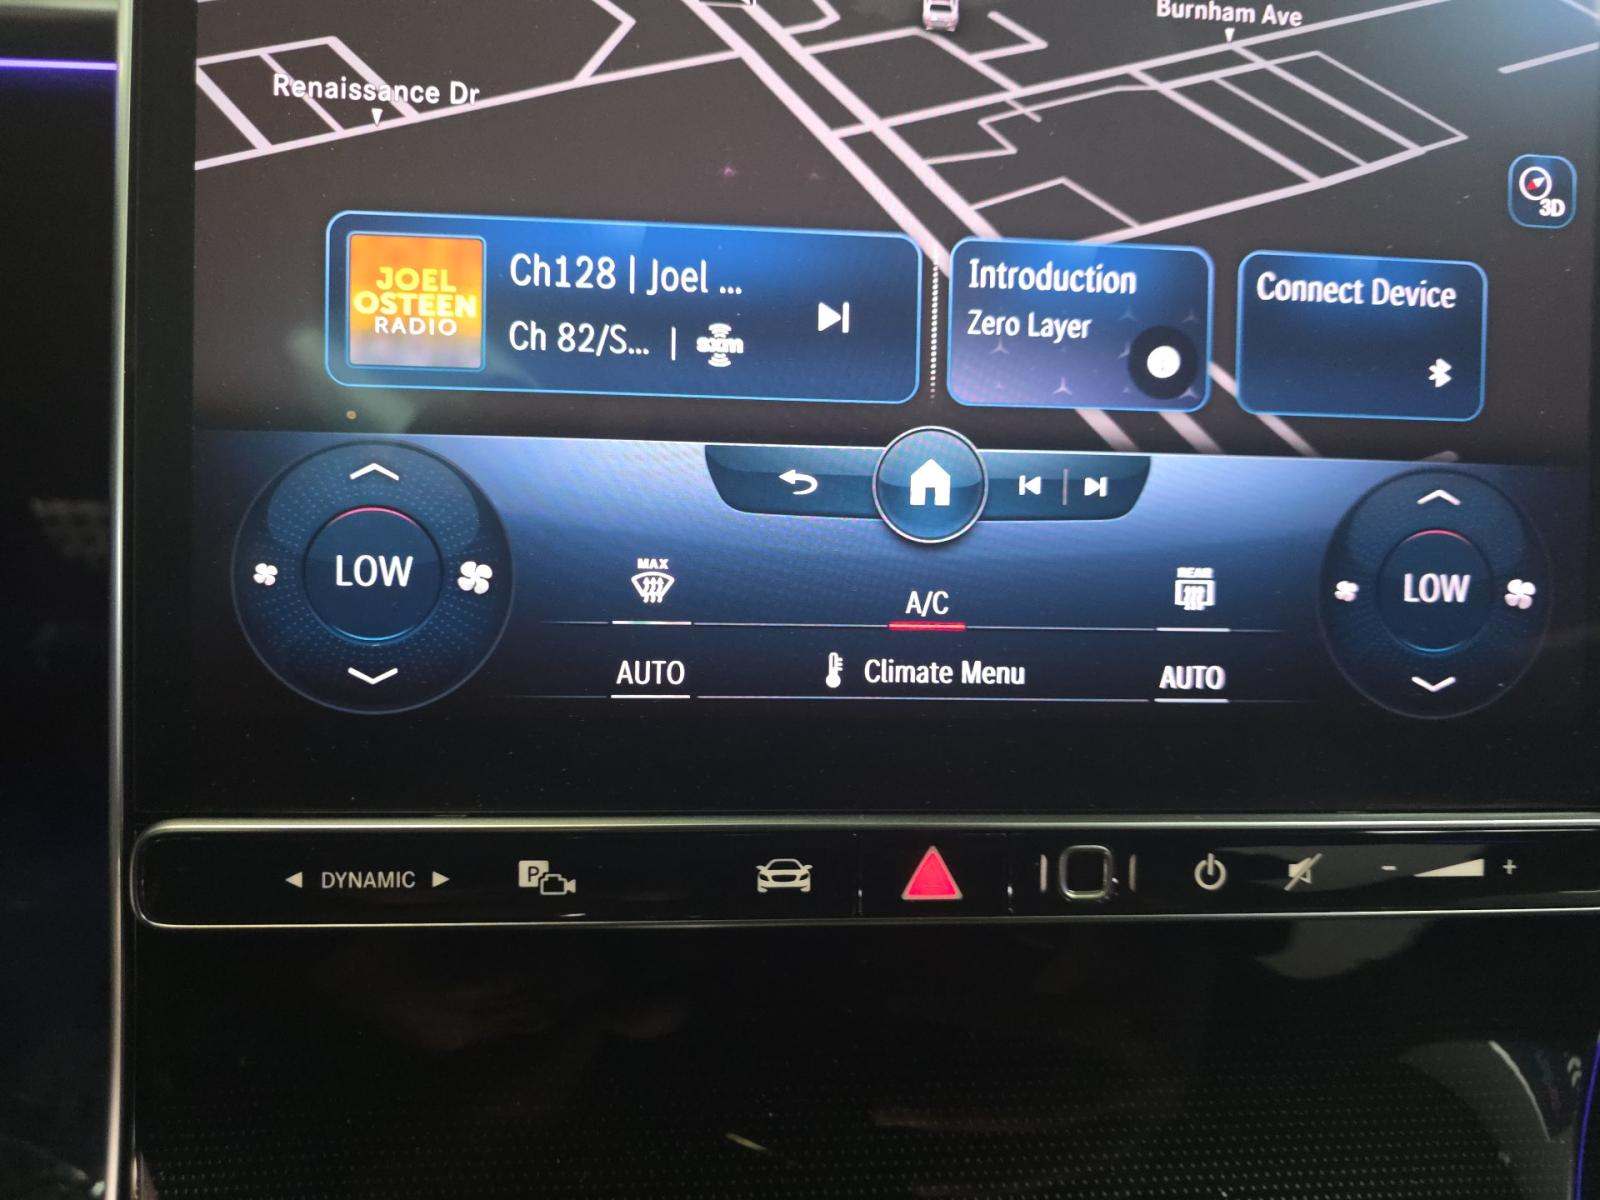 Burnham Ave
Renaissance Dr
3D
JOEL
OSTEEN
RADIO
Ch128 | Joel ...
Ch 82/S... | sxm
Introduction
Zero Layer
Connect Device
LOW
MAX
A/C
REAR
LOW
AUTO
Climate Menu
AUTO
DYNAMIC
P
- +